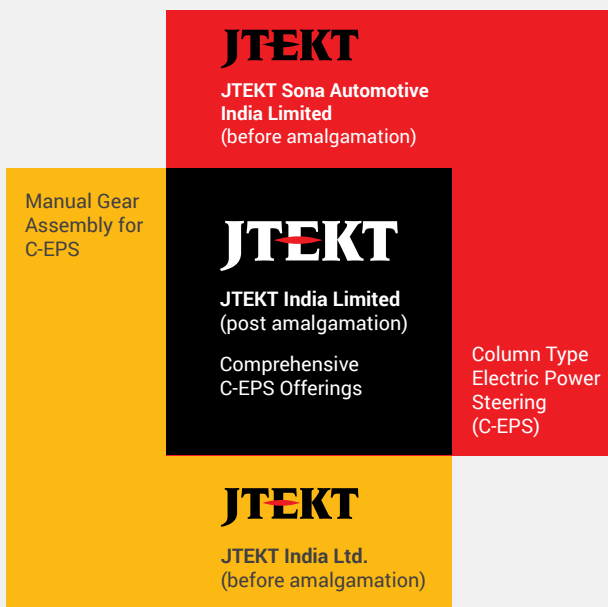 JTEKT
JTEKT Sona Automotive
India Limited
(before amalgamation)
Manual Gear
Assembly for
C-EPS
JTEKT
JTEKT India Limited
(post amalgamation)
Comprehensive
C-EPS Offerings
Column Type
Electric Power
Steering
(C-EPS)
JTEKT
JTEKT India Ltd.
(before amalgamation)